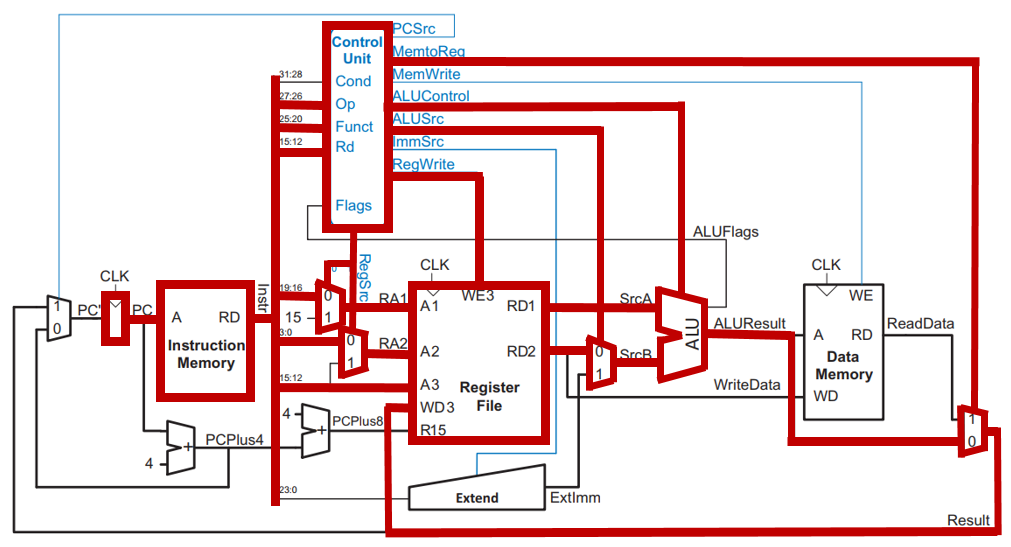 PCSrc
Control
Unit
MemtoReg
MemWrite
31:28
Cond
27:26
Op
ALUControl
25:20
Funct
ALUSrc
15:12
Rd
ImmSrc
RegWrite
Flags
ALUFlags
CLK
CLK
CLK
RegSrc
Instr
19:16
0
RA1
A1
WE3
RD1
SrcA
WE
1
0
PC'
PC
A
RD
15
1
ALU
ALUResult
A
RD
ReadData
Instruction
Memory
3:0
0
RA2
A2
RD2
0
SrcB
Data
Memory
1
1
15:12
A3
Register
File
WriteData
WD
WD3
4
PCPlus8
+
R15
1
0
PCPlus4
+
4
23:0
Extend
ExtImm
Result